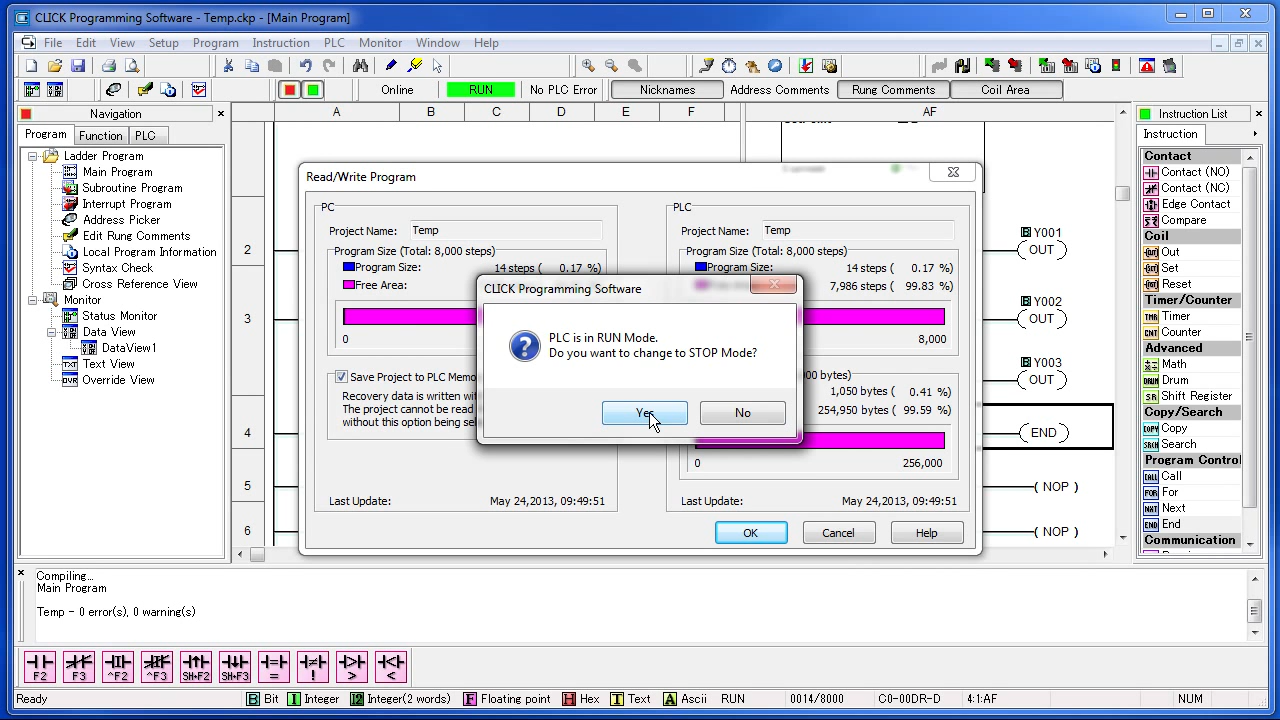 CLICK Programming Software - Temp.ckp - [Main Program]
File Edit View Setup Program Instruction PLC Monitor Window Help
Online RUN No PLC Error Nicknames Address Comments Rung Comments Coil Area
Navigation
Program Function PLC
Ladder Program
Main Program
Subroutine Program
Interrupt Program
Address Picker
Edit Rung Comments
Local Program Information
Syntax Check
Cross Reference View
Monitor
Status Monitor
Data View
DataView1
Text View
Override View
A B C D E F AF
2
3
4
5
6
Y001
OUT
Y002
OUT
Y003
OUT
END
( NOP )
( NOP )
Read/Write Program
PC
Project Name: Temp
Program Size (Total: 8,000 steps)
Program Size: 14 steps ( 0.17 %)
Free Area:
0
Save Project to PLC Memo
Recovery data is written wit
The project cannot be read
without this option being sel
Last Update: May 24,2013, 09:49:51
PLC
Project Name: Temp
Program Size (Total: 8,000 steps)
Program Size: 14 steps ( 0.17 %)
7,986 steps ( 99.83 %)
8,000
00 bytes)
1,050 bytes ( 0.41 %)
254,950 bytes ( 99.59 %)
0 256,000
Last Update: May 24,2013, 09:49:51
OK Cancel Help
CLICK Programming Software
PLC is in RUN Mode.
Do you want to change to STOP Mode?
Yes No
Instruction List
Instruction
Contact
Contact (NO)
Contact (NC)
Edge Contact
Compare
Coil
Out
Set
Reset
Timer/Counter
Timer
Counter
Advanced
Math
Drum
Shift Register
Copy/Search
Copy
Search
Program Contro
Call
For
Next
End
Communication
Compiling...
Main Program
Temp - 0 error(s), 0 warning(s)
F2 F3 ^F2 ^F3 SH+F2 SH+F3 = ! > <
Ready B Bit I Integer I2 Integer(2 words) F Floating point H Hex T Text A Ascii RUN 0014/8000 C0-00DR-D 4:1:AF NUM